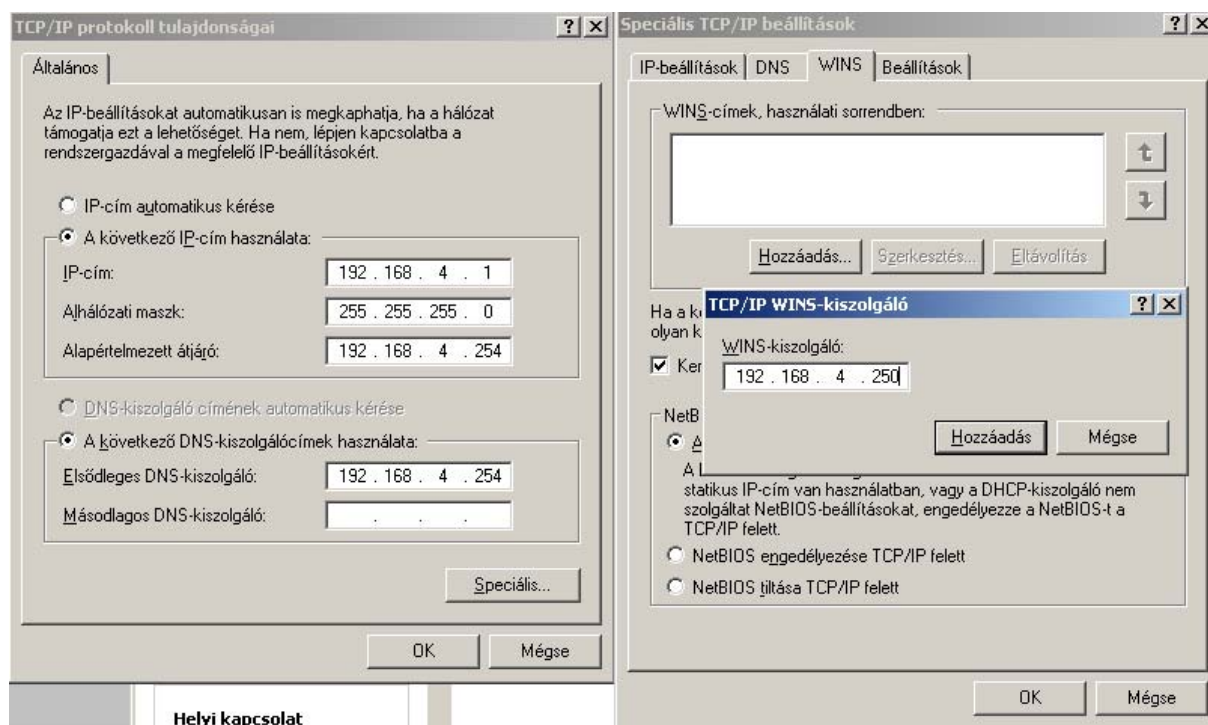 TCP/IP protokoll tulajdonságai
Általános
Az IP-beállításokat automatikusan is megkaphatja, ha a hálózat
támogatja ezt a lehetőséget. Ha nem, lépjen kapcsolatba a
rendszergazdával a megfelelő IP-beállításokért.
IP-cím automatikus kérése
A következő IP-cím használata:
IP-cím: 192 . 168 . 4 . 1
Alhálózati maszk: 255 . 255 . 255 . 0
Alapértelmezett átjáró: 192 . 168 . 4 . 254
DNS-kiszolgáló címének automatikus kérése
A következő DNS-kiszolgálócímek használata:
Elsődleges DNS-kiszolgáló: 192 . 168 . 4 . 254
Másodlagos DNS-kiszolgáló: . . .
Speciális...
OK Mégse
Helyi kapcsolat
Speciális TCP/IP beállítások
IP-beállítások DNS WINS Beállítások
WINS-címek, használati sorrendben:
Hozzáadás... Szerkesztés... Eltávolítás
Ha a
olyan
TCP/IP WINS-kiszolgáló
WINS-kiszolgáló:
192 . 168 . 4 . 250
Hozzáadás Mégse
statikus IP-cím van használatban, vagy a DHCP-kiszolgáló nem
szolgáltat NetBIOS-beállításokat, engedélyezze a NetBIOS-t a
TCP/IP felett.
NetBIOS engedélyezése TCP/IP felett
NetBIOS tiltása TCP/IP felett
OK Mégse